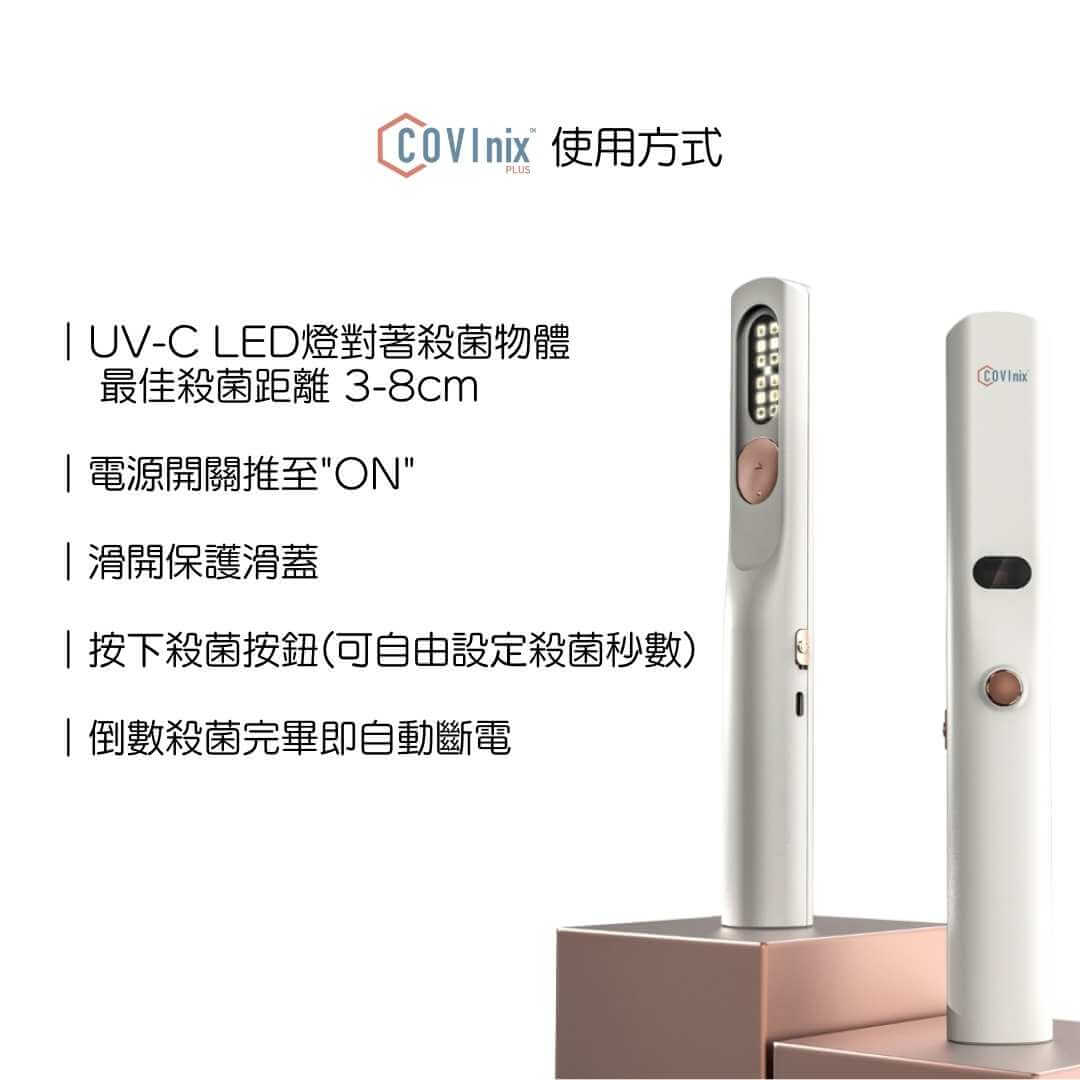 COVInix™ PLUS 使用方式
| UV-C LED燈對著殺菌物體
最佳殺菌距離 3-8cm
| 電源開關推至"ON"
| 滑開保護滑蓋
| 按下殺菌按鈕(可自由設定殺菌秒數)
| 倒數殺菌完畢即自動斷電
COVInix